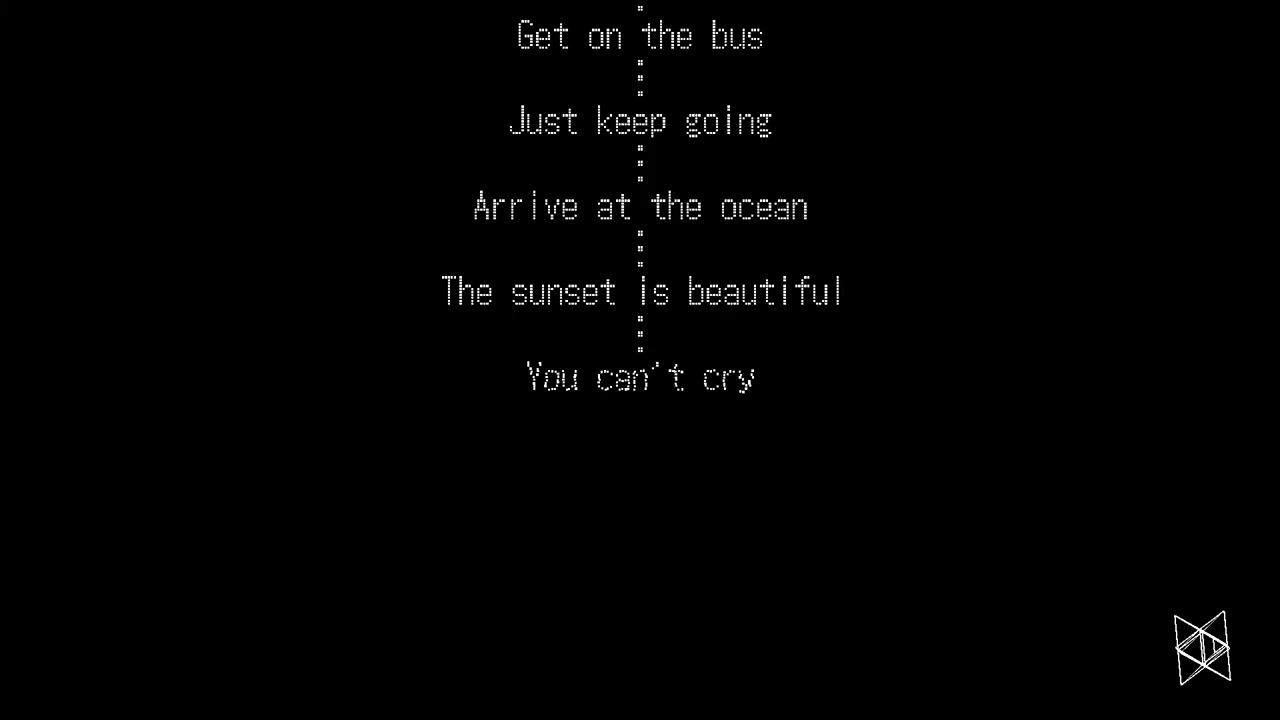 Get on the bus
Just keep going
Arrive at the ocean
The sunset is beautiful
You can't cry